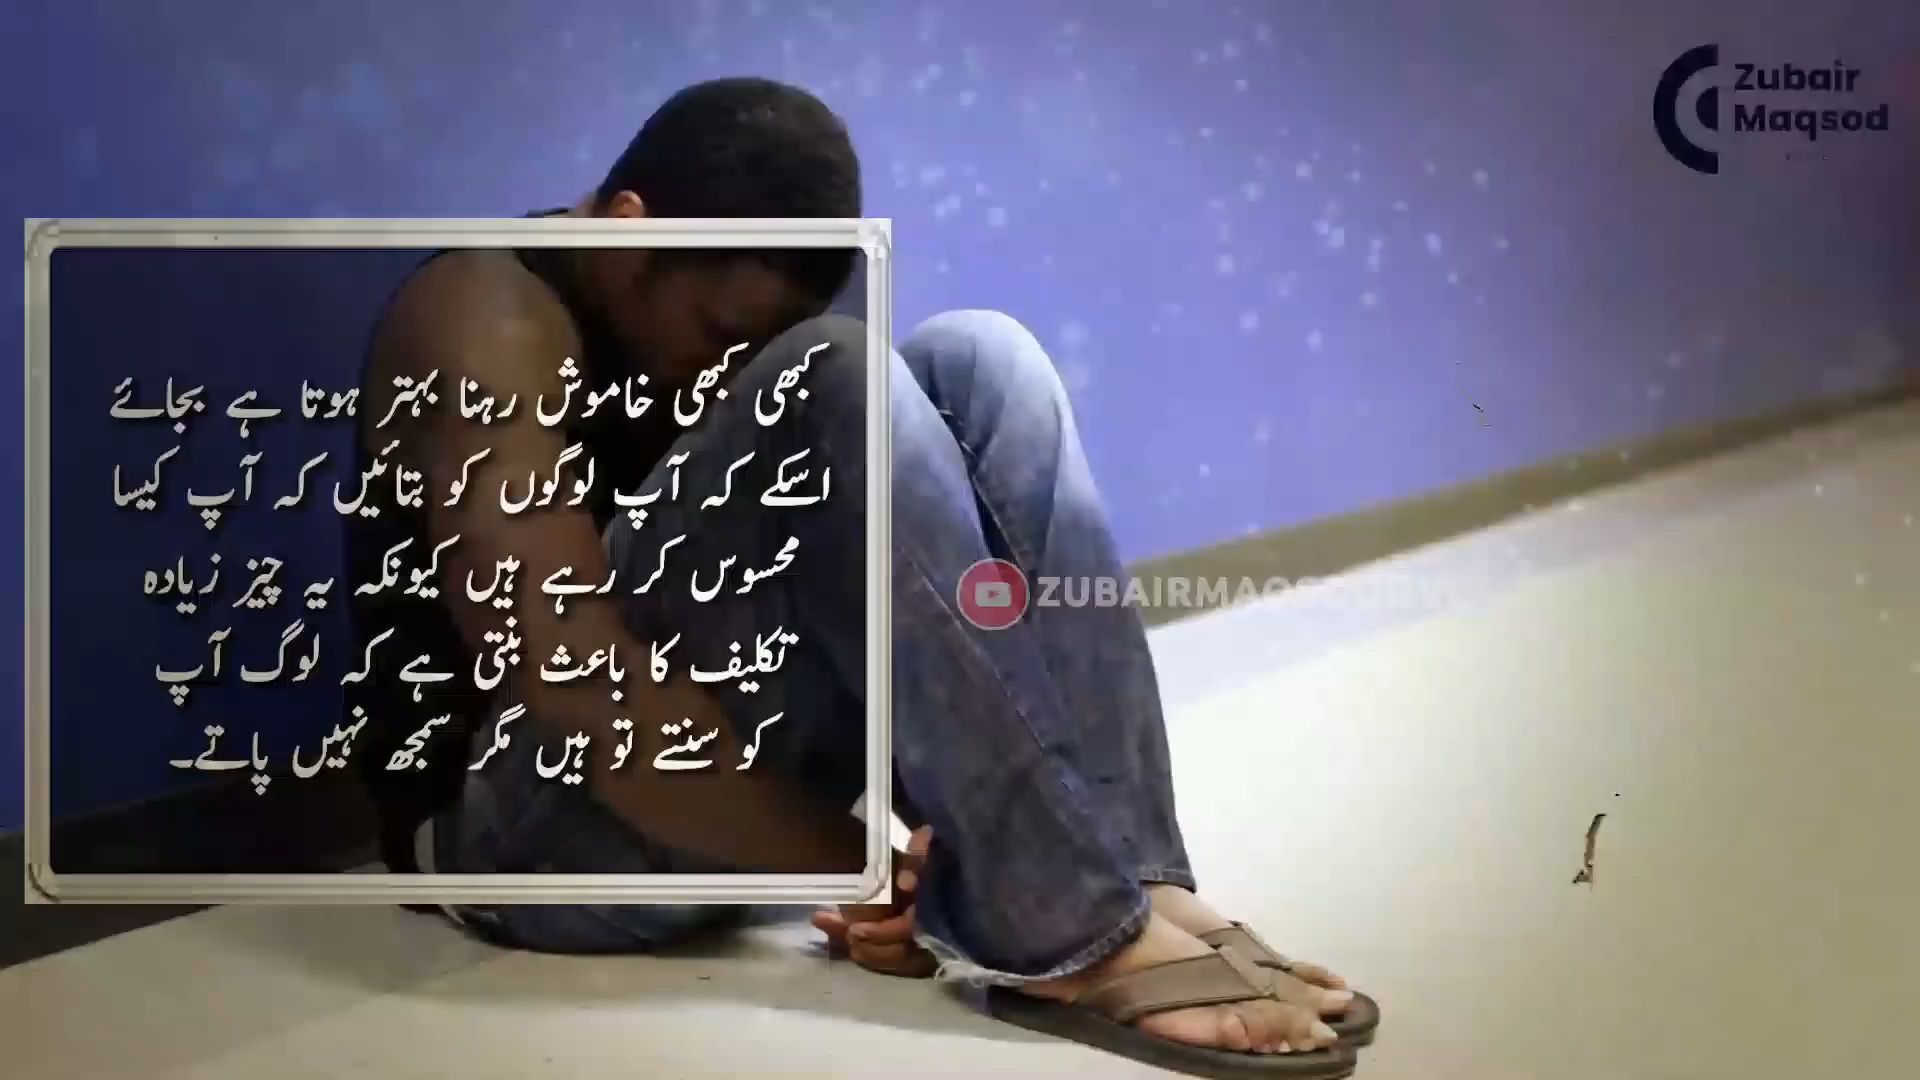 Zubair
Maqsod
کبھی کبھی خاموش رہنا بہتر ہوتا ہے بجائے
اسکے کہ آپ لوگوں کو بتائیں کہ آپ کیسا
محسوس کر رہے ہیں کیونکہ یہ چیز زیادہ
تکلیف کا باعث بنتی ہے کہ لوگ آپ
کو سنتے تو ہیں مگر سمجھ نہیں پاتے۔